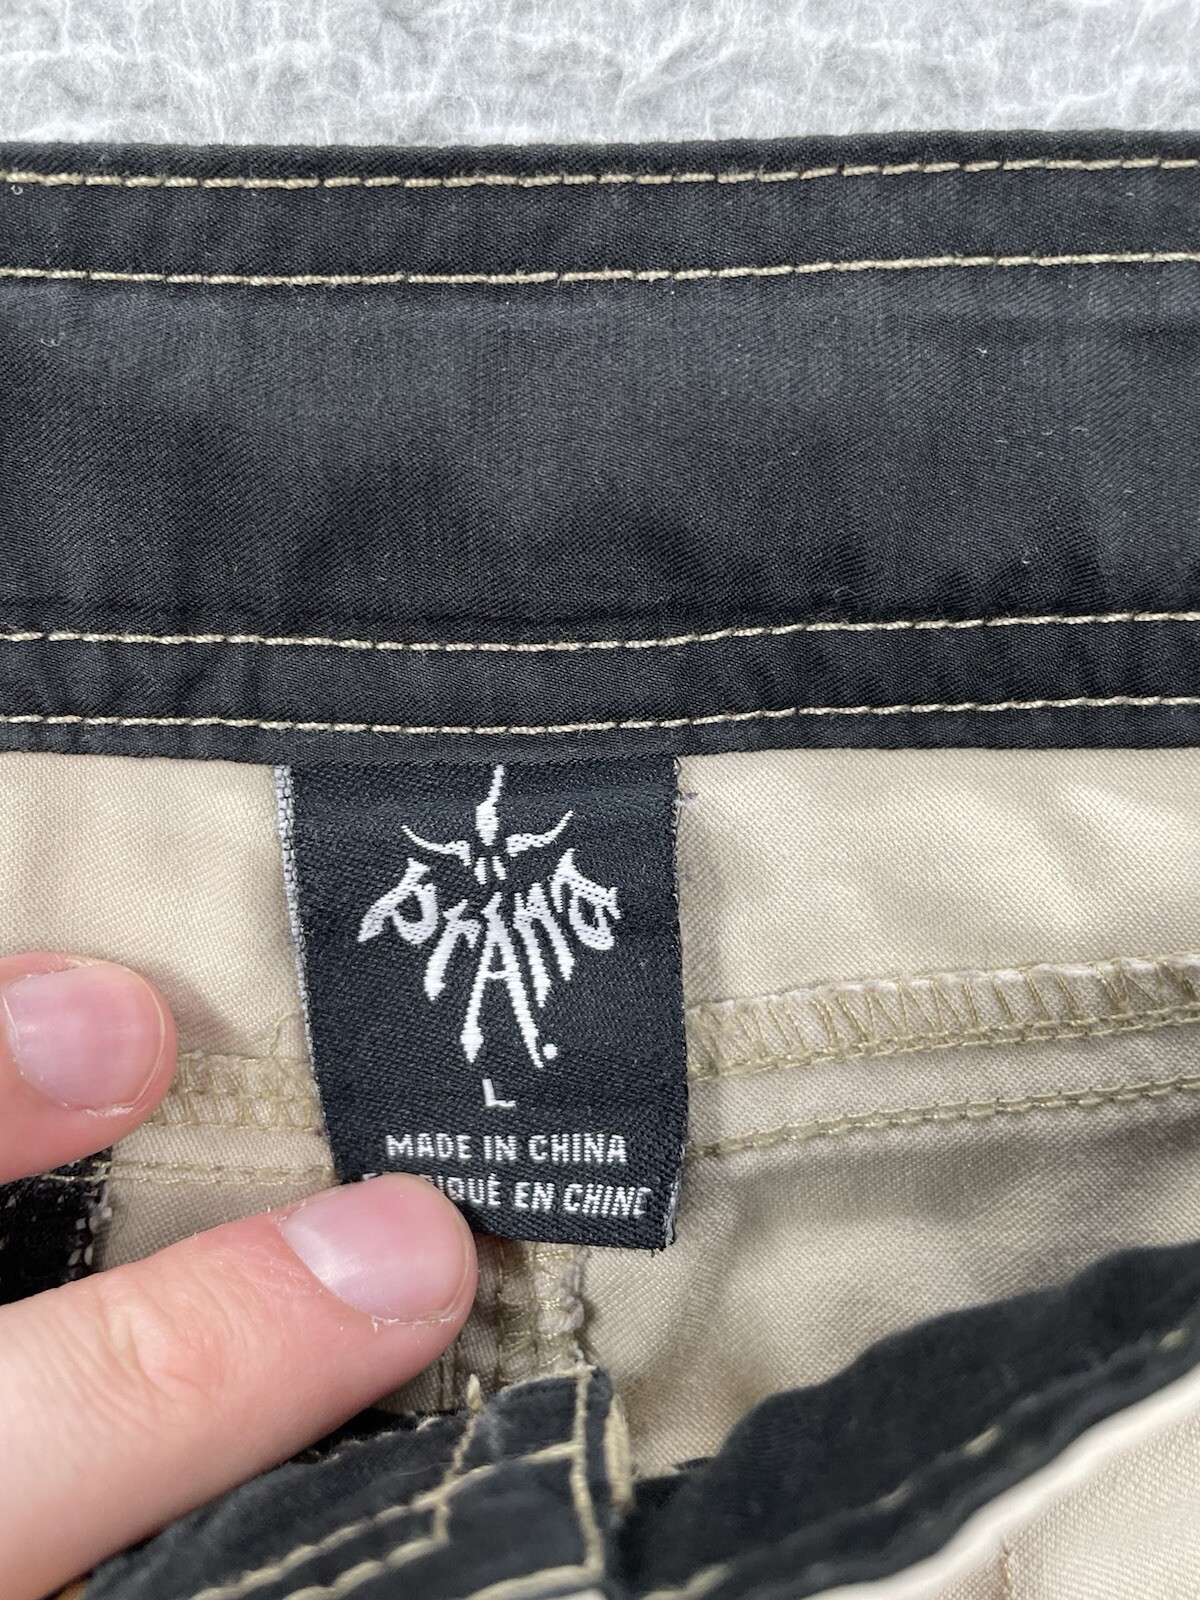 prAna.
L
MADE IN CHINA
EN CHINE